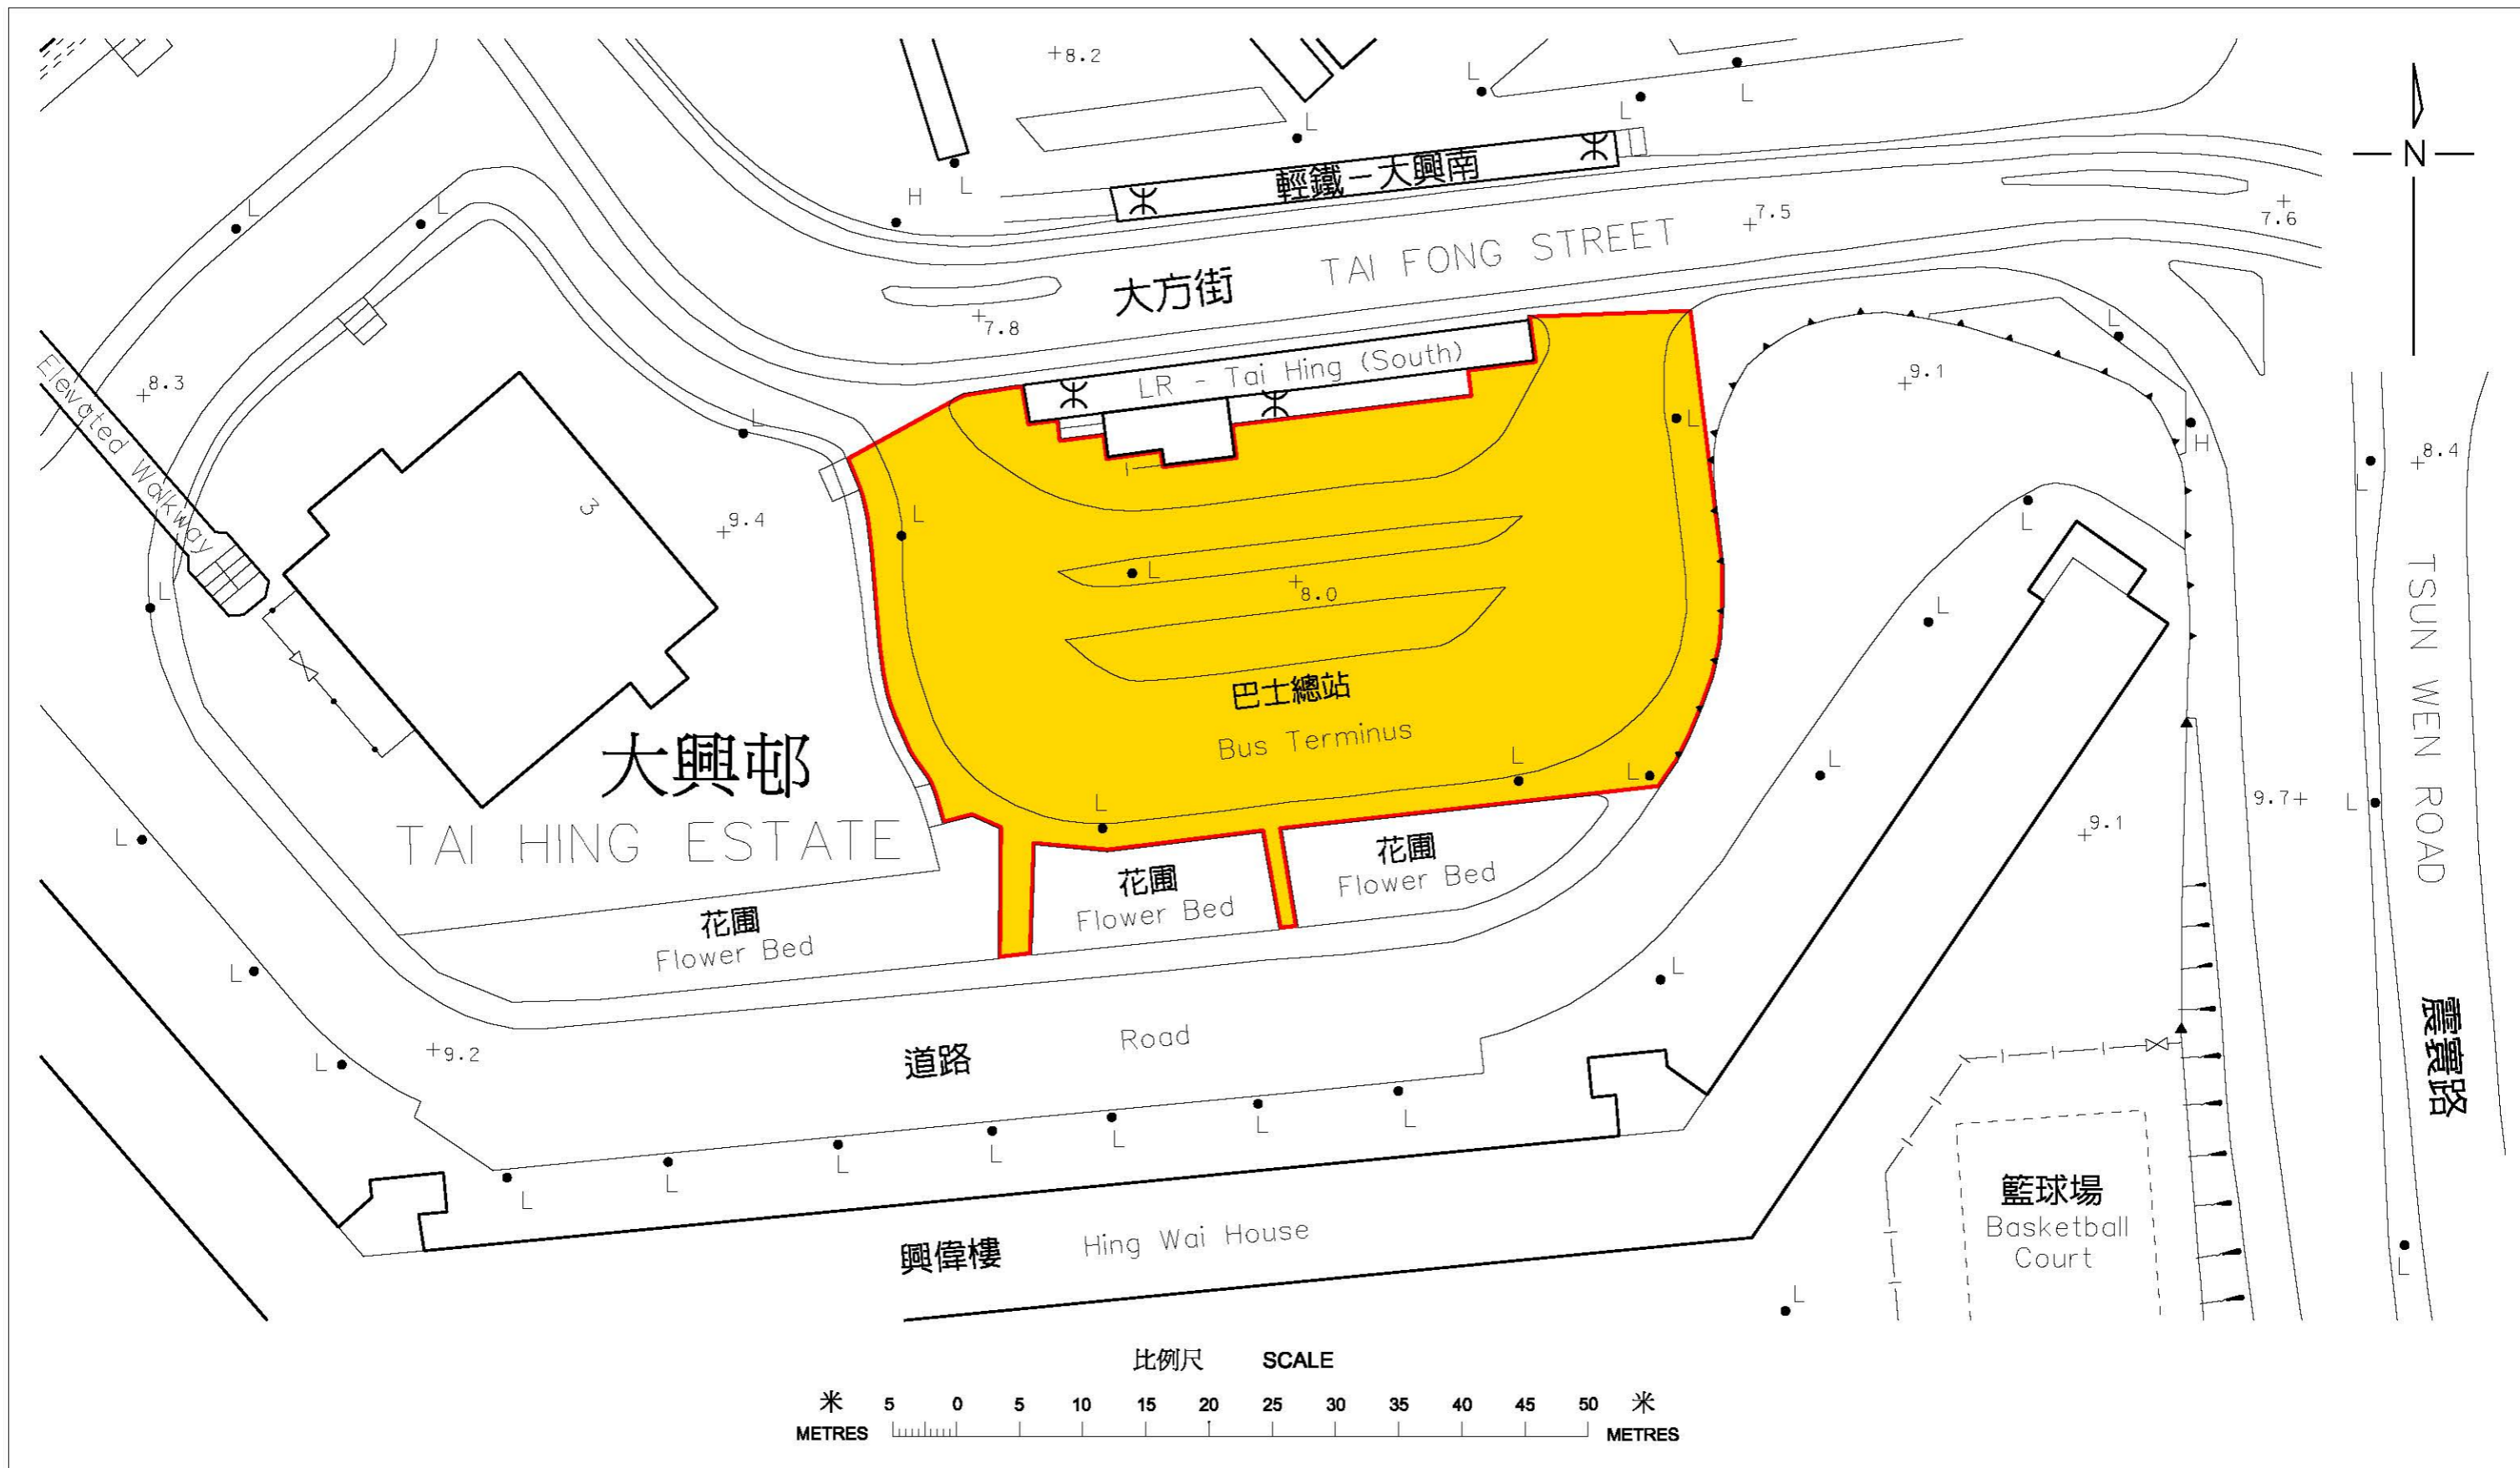 8.2
L
L
L
L
L
L
H
輕鐵－大興南
N
7.5
7.6
大方街
TAI FONG STREET
7.8
L
L
Elevated Walkway
8.3
LR - Tai Hing (South)
L
9.1
L
L
H
8.4
L
3
9.4
L
L
L
8.0
L
L
L
巴士總站
Bus Terminus
TSUN WEN ROAD
大興邨
TAI HING ESTATE
L
L
L
L
L
9.7
L
9.1
花圃
Flower Bed
花圃
Flower Bed
花圃
Flower Bed
L
L
震寰路
9.2
L
道路
Road
L
L
L
L
L
L
L
籃球場
Basketball
Court
興偉樓
Hing Wai House
L
L
比例尺 SCALE
米 5 0 5 10 15 20 25 30 35 40 45 50 米
METRES METRES